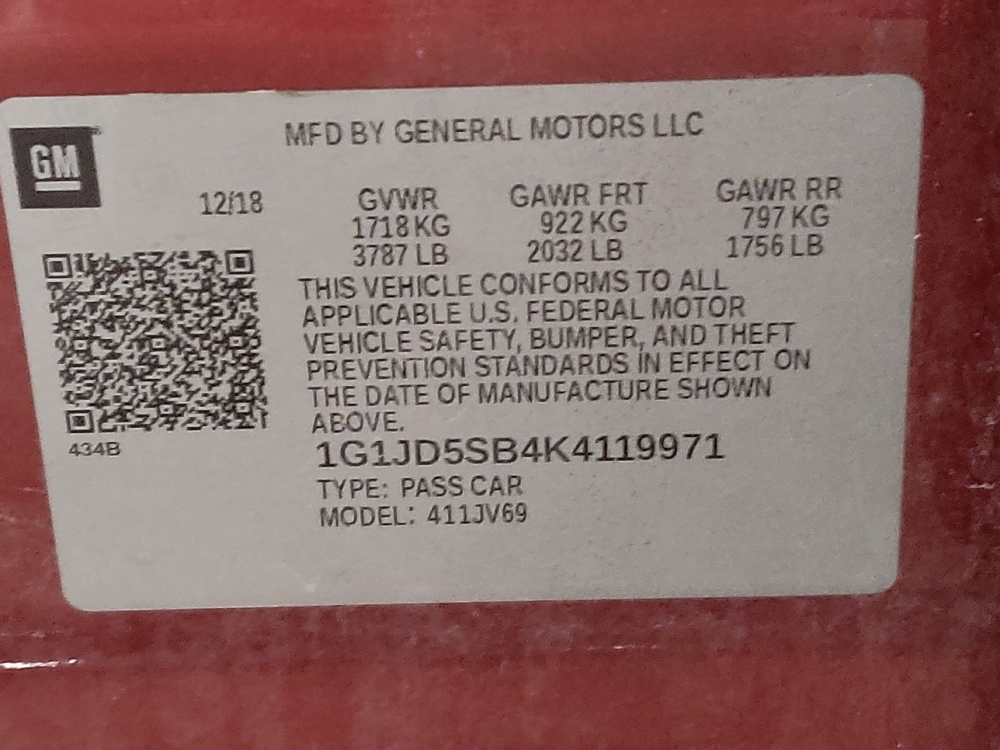 GM
MFD BY GENERAL MOTORS LLC
12/18 GVWR GAWR FRT GAWR RR
1718 KG 922 KG 797 KG
3787 LB 2032 LB 1756 LB
THIS VEHICLE CONFORMS TO ALL
APPLICABLE U.S. FEDERAL MOTOR
VEHICLE SAFETY, BUMPER, AND THEFT
PREVENTION STANDARDS IN EFFECT ON
THE DATE OF MANUFACTURE SHOWN
ABOVE.
434B
1G1JD5SB4K4119971
TYPE: PASS CAR
MODEL: 411JV69